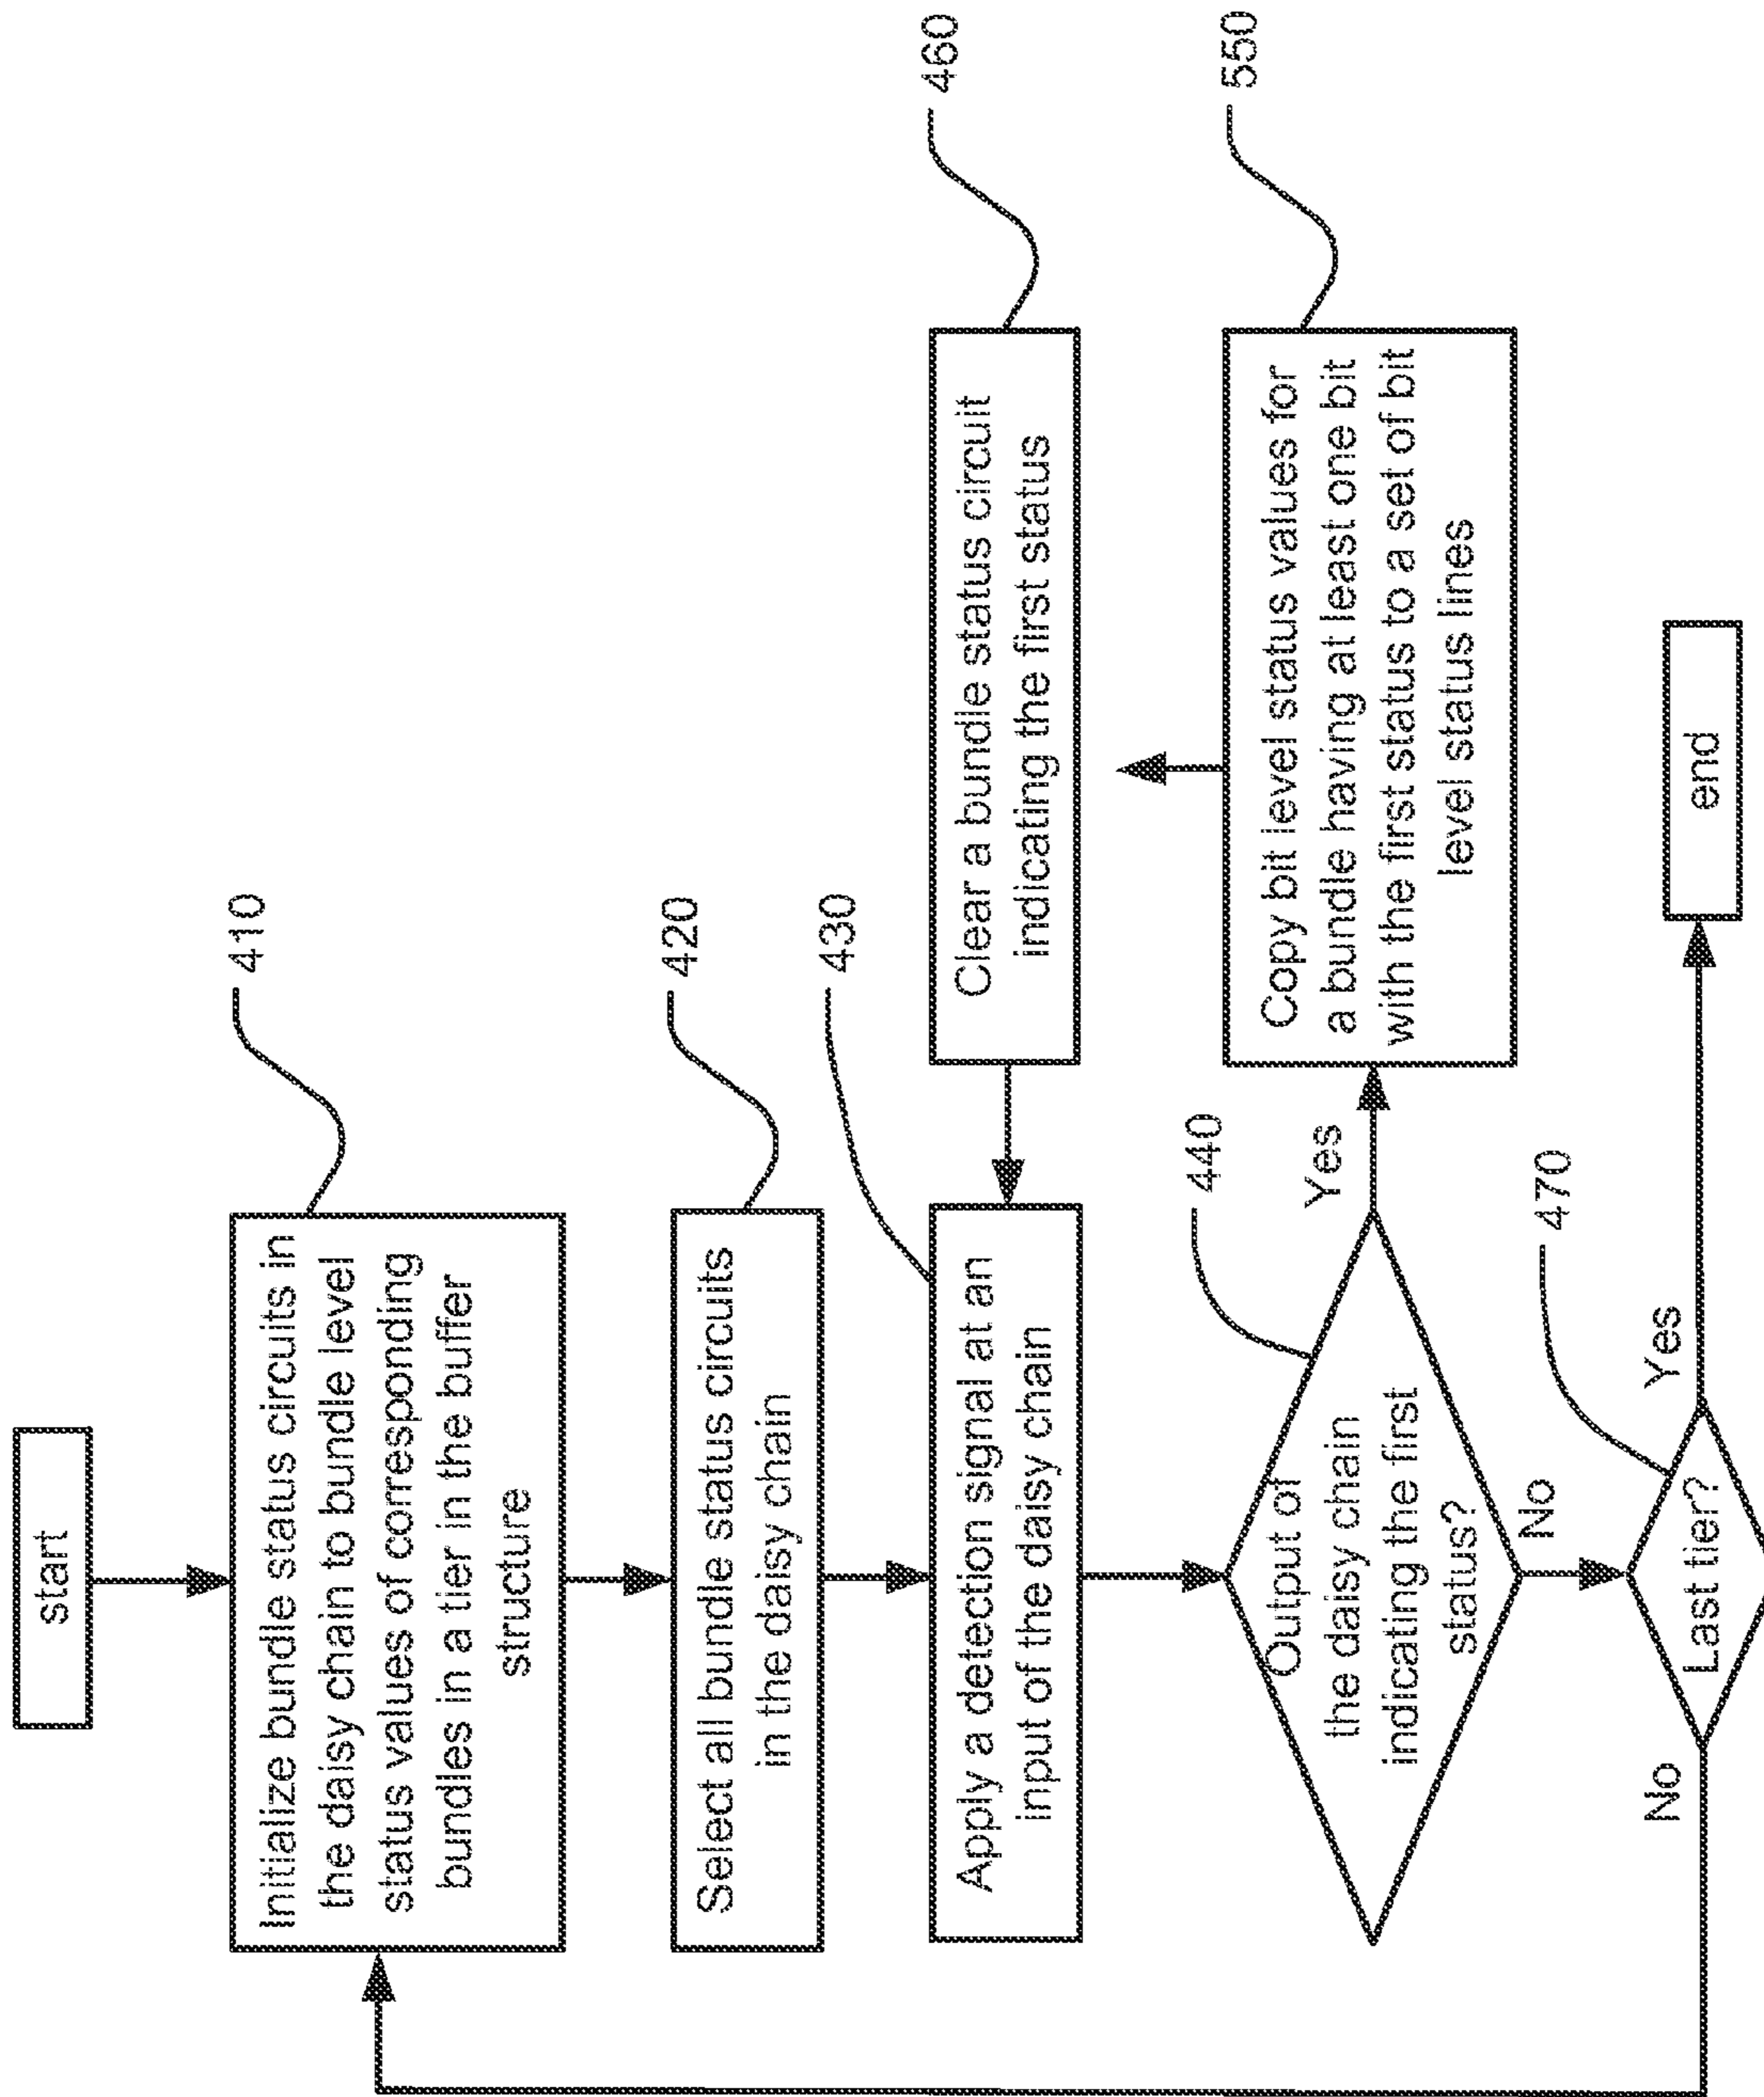 start
410
Initialize bundle status circuits in
the daisy chain to bundle level
status values of corresponding
bundles in a tier in the buffer
structure
420
Select all bundle status circuits
in the daisy chain
430
Apply a detection signal at an
input of the daisy chain
460
Clear a bundle status circuit
indicating the first status
440
Output of
the daisy chain
indicating the first
status?
Yes
550
Copy bit level status values for
a bundle having at least one bit
with the first status to a set of bit
level status lines
No
470
Last tier?
Yes
No
end